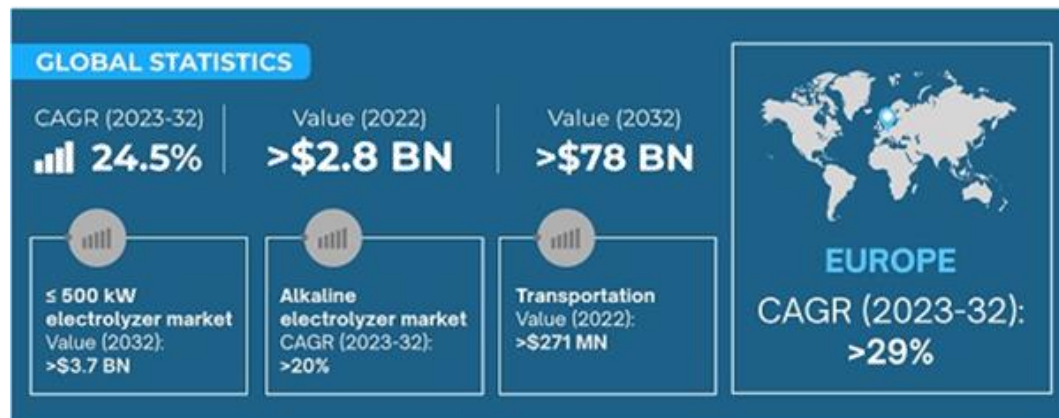 GLOBAL STATISTICS
CAGR (2023-32)
24.5%
Value (2022)
>$2.8 BN
Value (2032)
>$78 BN
≤ 500 kW
electrolyzer market
Value (2032):
>$3.7 BN
Alkaline
electrolyzer market
CAGR (2023-32):
>20%
Transportation
Value (2022):
>$271 MN
EUROPE
CAGR (2023-32):
>29%